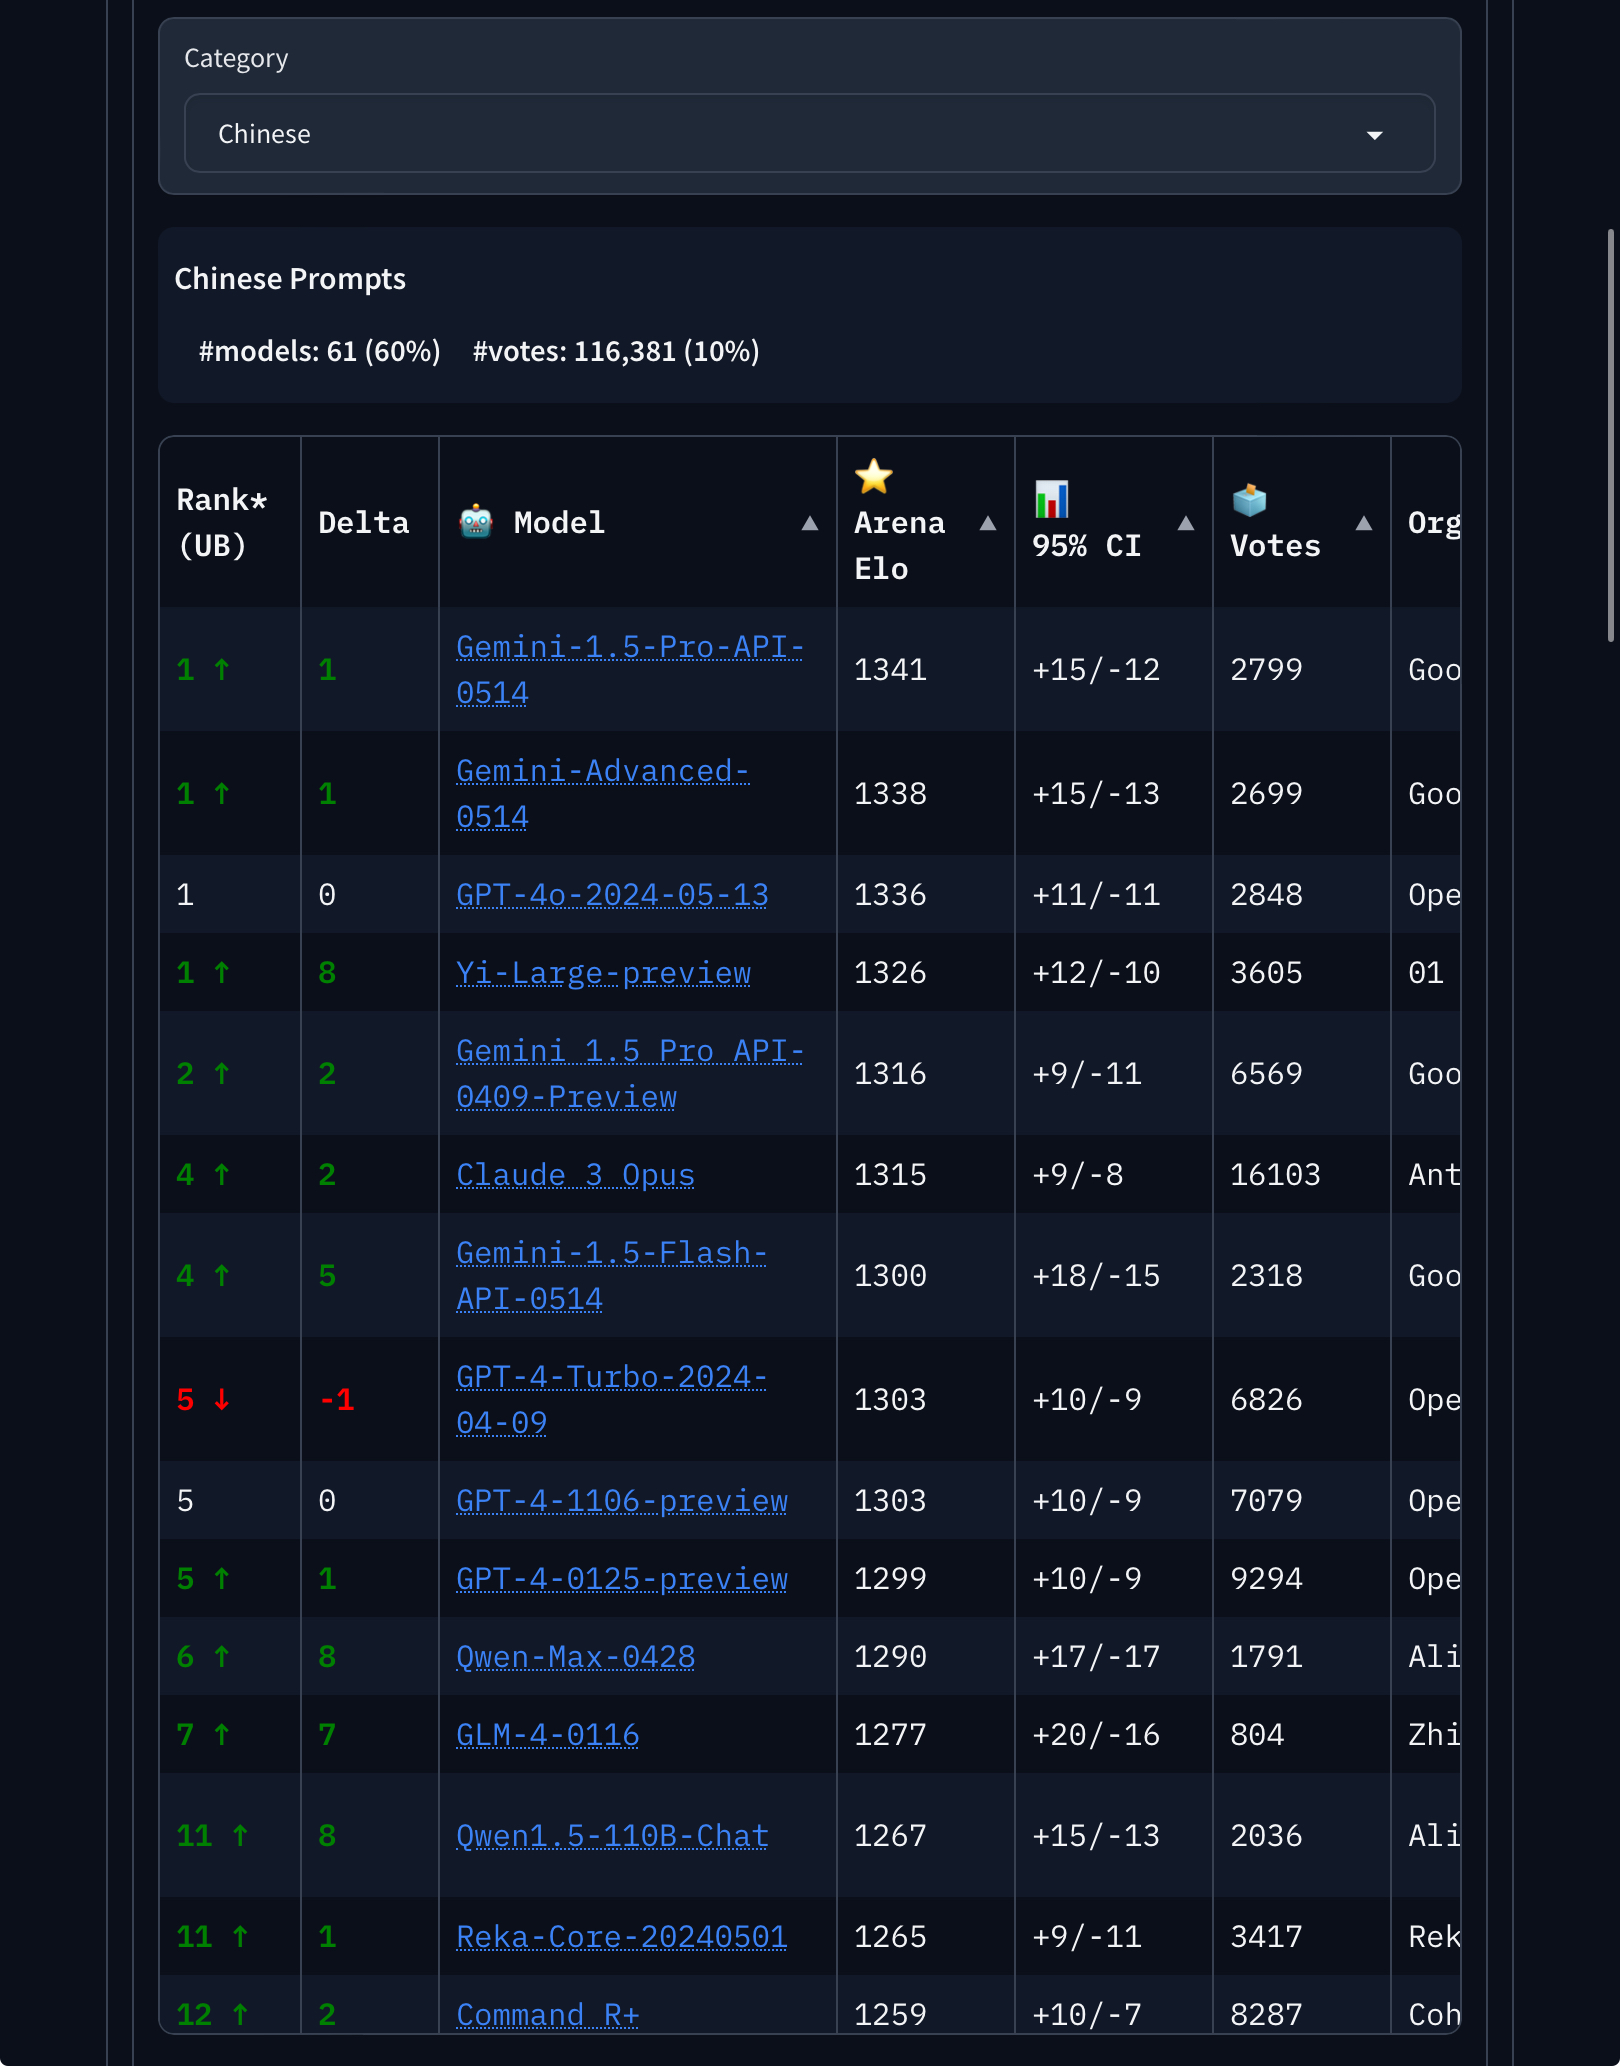 Category
Chinese
Chinese Prompts
#models: 61 (60%) #votes: 116,381 (10%)
Rank* (UB) Delta 🤖 Model ▲ ⭐ Arena Elo ▲ 📊 95% CI ▲ 🗳️ Votes ▲ Org
1 ↑ 1 Gemini-1.5-Pro-API-0514 1341 +15/-12 2799 Goo
1 ↑ 1 Gemini-Advanced-0514 1338 +15/-13 2699 Goo
1 0 GPT-4o-2024-05-13 1336 +11/-11 2848 Ope
1 ↑ 8 Yi-Large-preview 1326 +12/-10 3605 01
2 ↑ 2 Gemini 1.5 Pro API-0409-Preview 1316 +9/-11 6569 Goo
4 ↑ 2 Claude 3 Opus 1315 +9/-8 16103 Ant
4 ↑ 5 Gemini-1.5-Flash-API-0514 1300 +18/-15 2318 Goo
5 ↓ -1 GPT-4-Turbo-2024-04-09 1303 +10/-9 6826 Ope
5 0 GPT-4-1106-preview 1303 +10/-9 7079 Ope
5 ↑ 1 GPT-4-0125-preview 1299 +10/-9 9294 Ope
6 ↑ 8 Qwen-Max-0428 1290 +17/-17 1791 Ali
7 ↑ 7 GLM-4-0116 1277 +20/-16 804 Zhi
11 ↑ 8 Qwen1.5-110B-Chat 1267 +15/-13 2036 Ali
11 ↑ 1 Reka-Core-20240501 1265 +9/-11 3417 Rek
12 ↑ 2 Command R+ 1259 +10/-7 8287 Coh